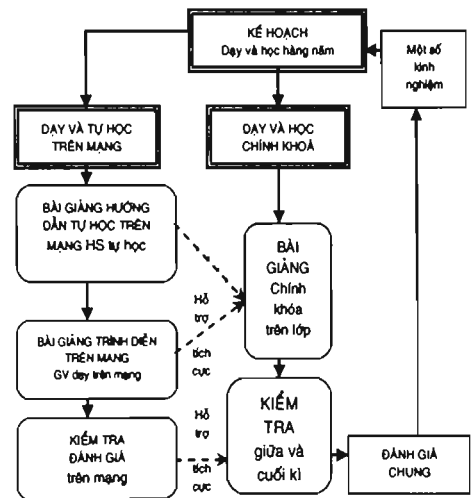 KẾ HOẠCH
Dạy và học hàng năm
Một số
kinh
nghiệm
DẠY VÀ TỰ HỌC
TRÊN MẠNG
DẠY VÀ HỌC
CHÍNH KHOÁ
BÀI GIẢNG HƯỚNG
DẪN TỰ HỌC TRÊN
MẠNG HS tự học
BÀI
GIẢNG
Chính
khóa
trên lớp
Hỗ
trợ
tích
cực
BÀI GIẢNG TRÌNH DIỄN
TRÊN MẠNG
GV dạy trên mạng
KIỂM TRA
ĐÁNH GIÁ
trên mạng
Hỗ
trợ
tích
cực
KIỂM
TRA
giữa và
cuối kì
ĐÁNH GIÁ
CHUNG